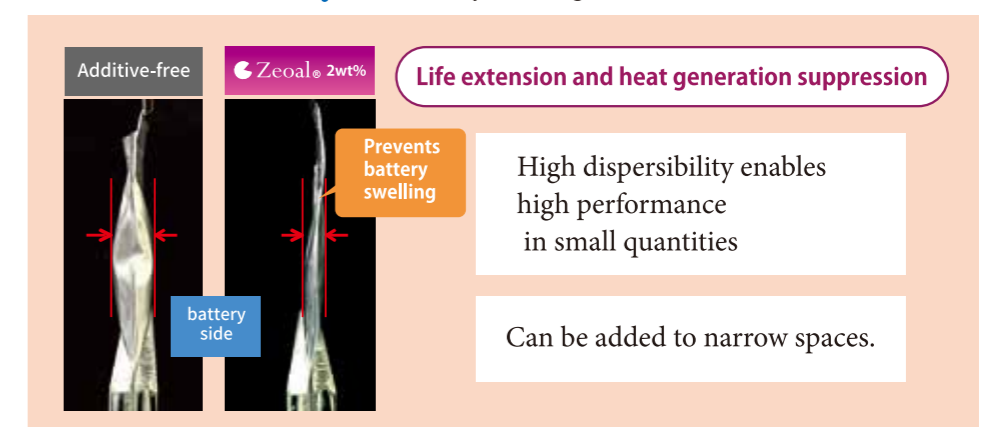 Additive-free
Zeoal® 2wt%
Life extension and heat generation suppression
Prevents
battery
swelling
High dispersibility enables
high performance
in small quantities
battery
side
Can be added to narrow spaces.